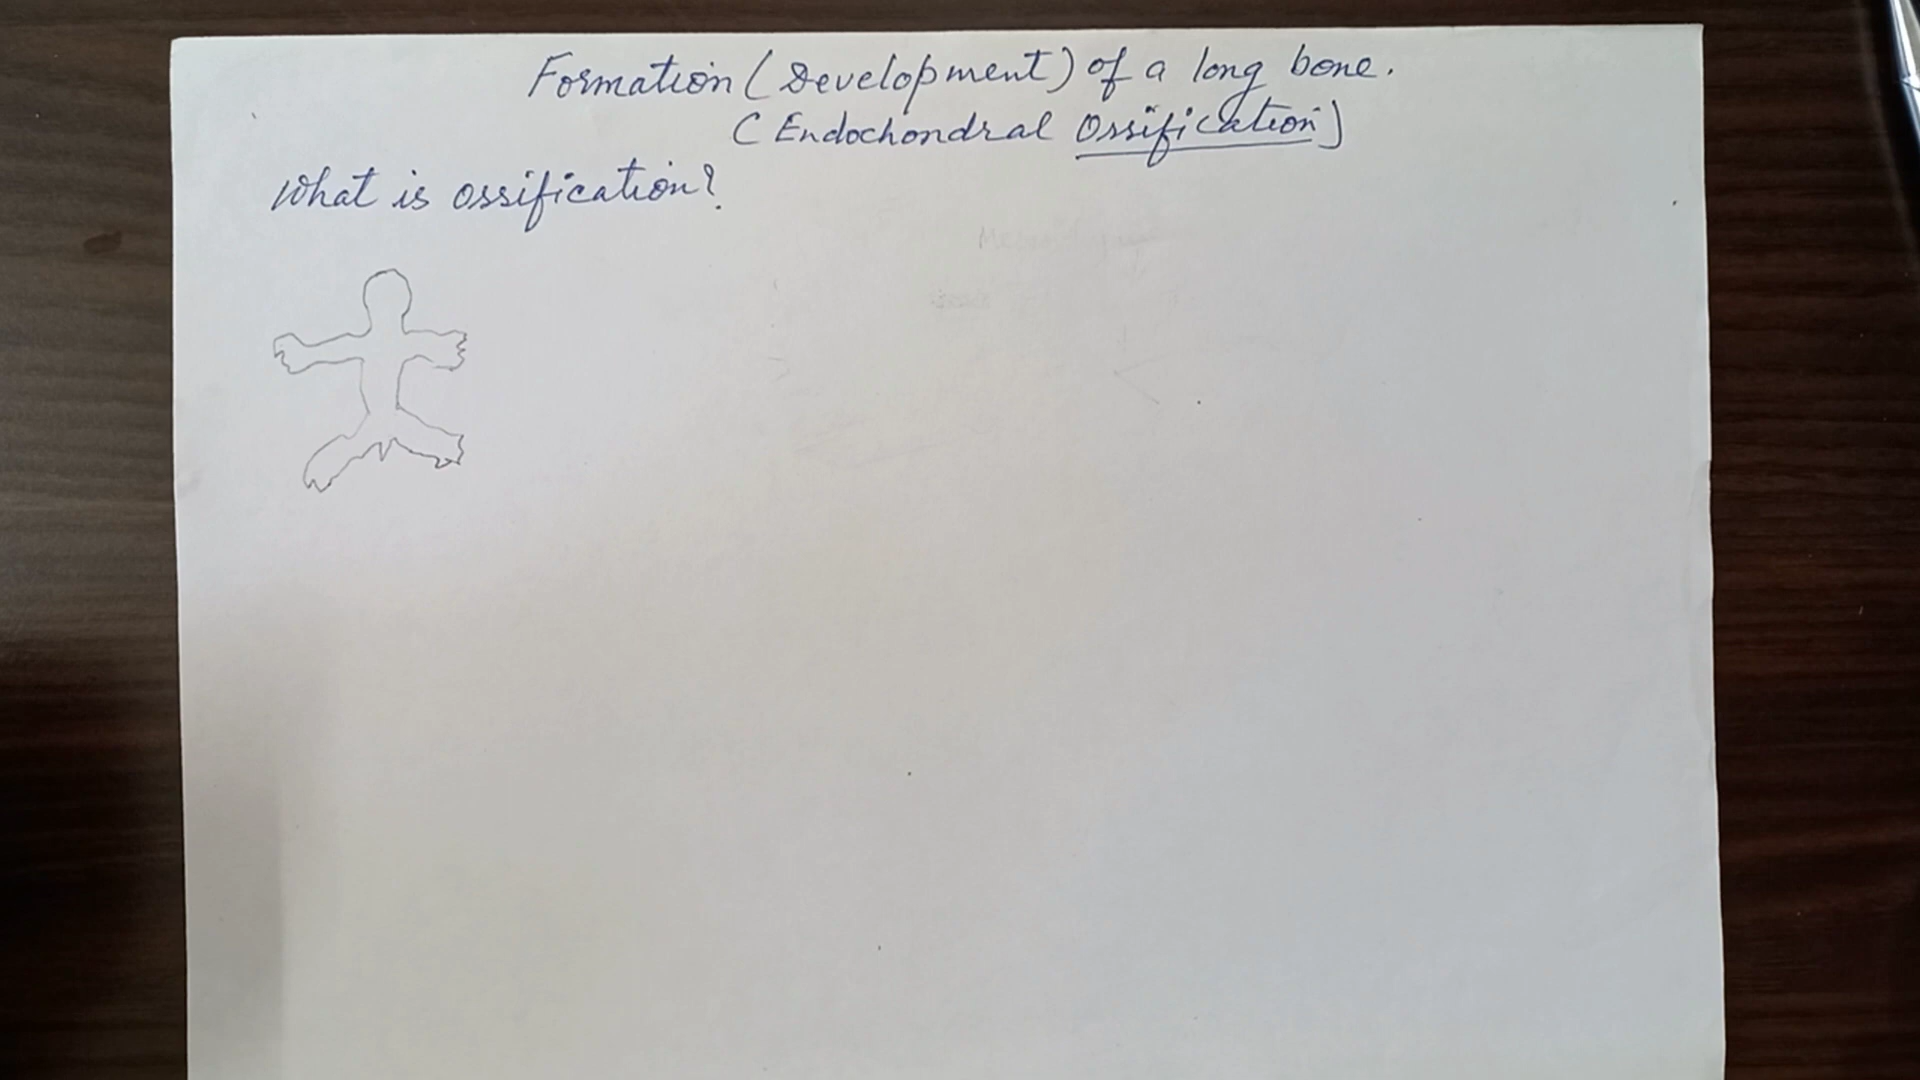 Formation (Development) of a long bone.
( Endochondral Ossification)
What is ossification?